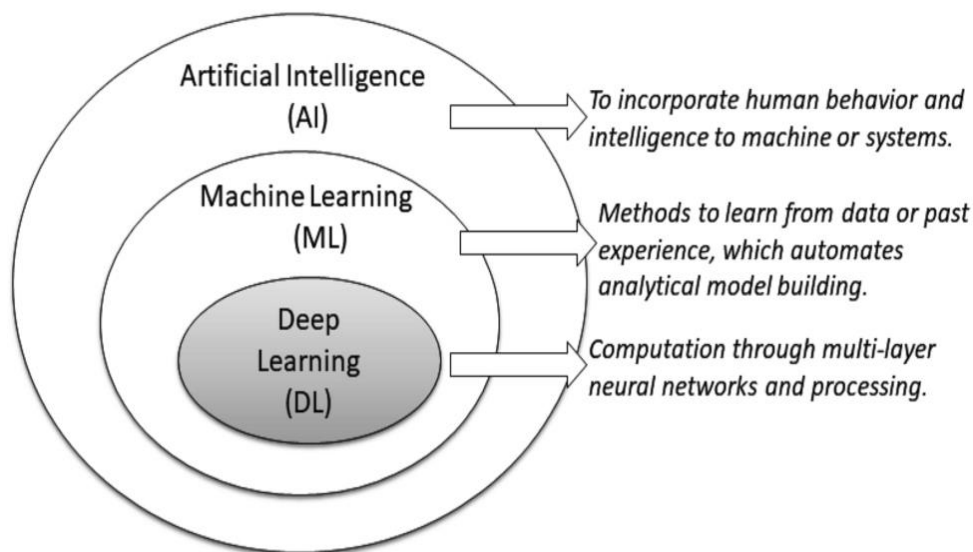 Artificial Intelligence
(AI)
To incorporate human behavior and
intelligence to machine or systems.
Machine Learning
(ML)
Methods to learn from data or past
experience, which automates
analytical model building.
Deep
Learning
(DL)
Computation through multi-layer
neural networks and processing.